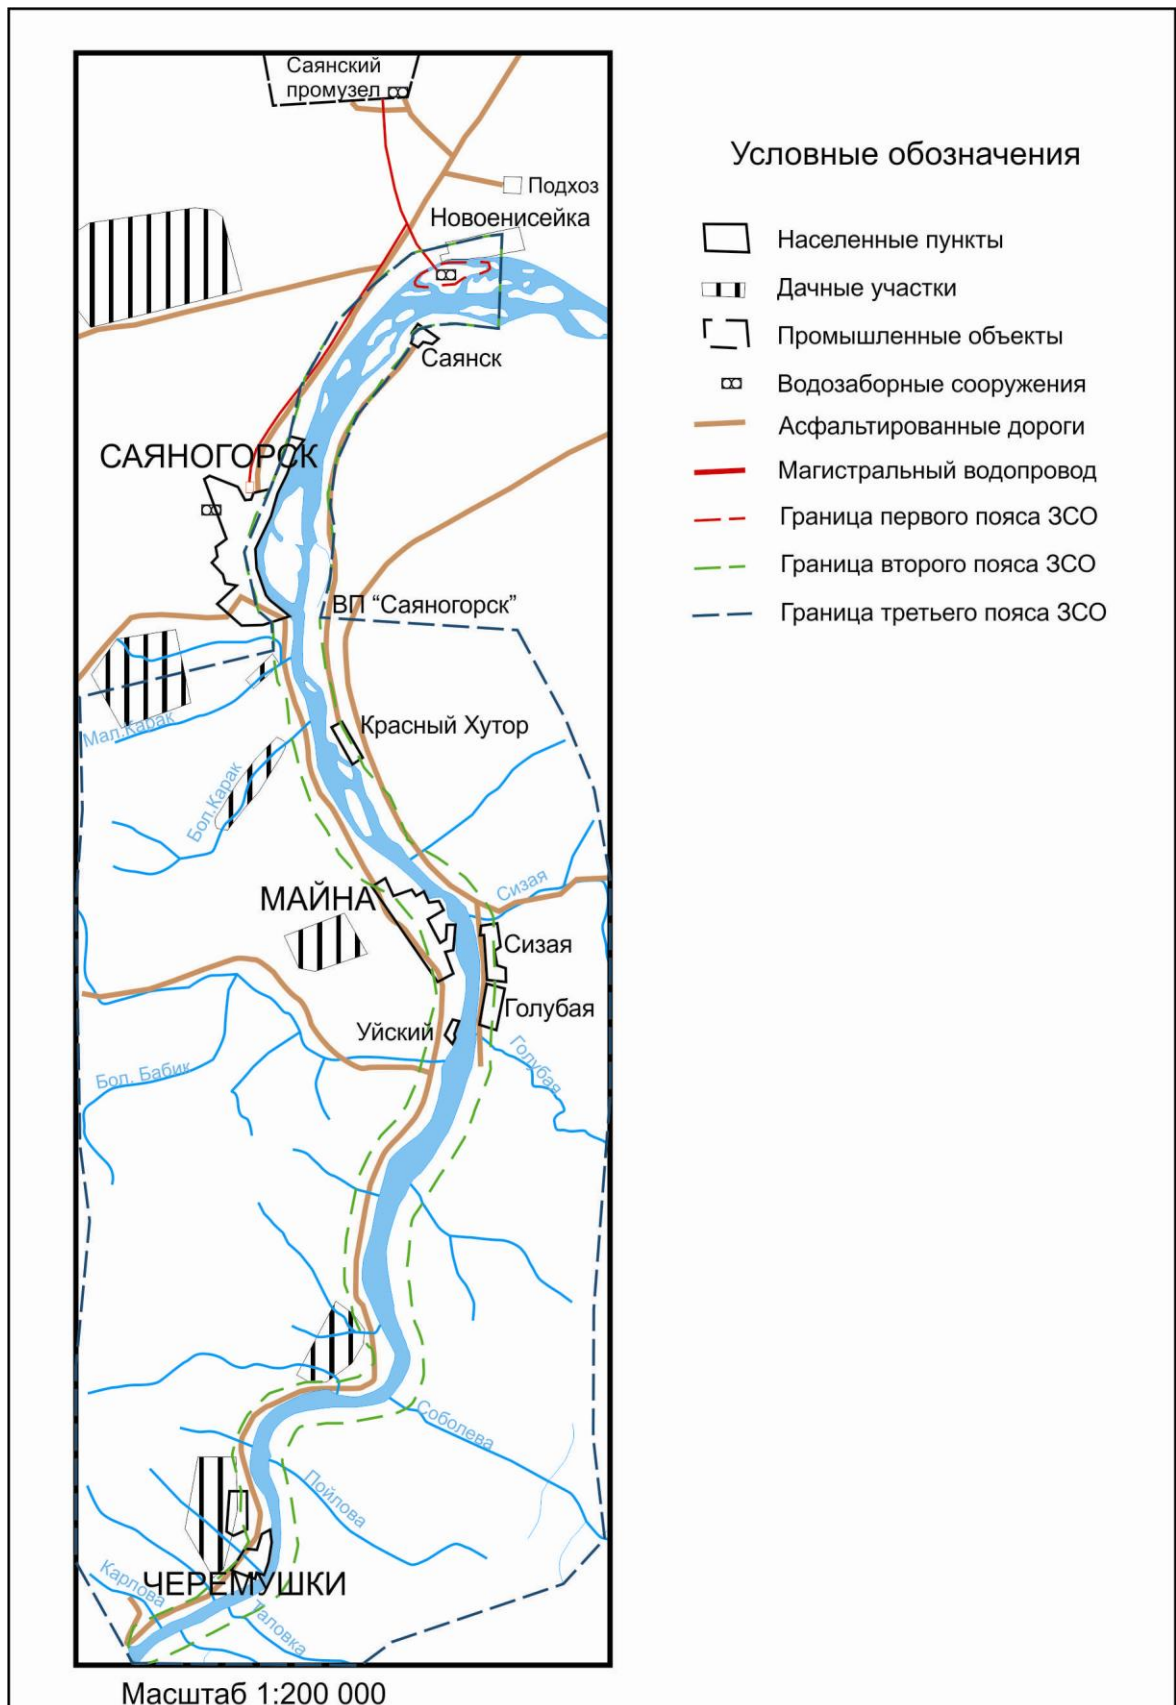 Саянский
промузел
Подхоз
Новоенисейка
Саянск
САЯНОГОРСК
ВП “Саяногорск”
Мал.Карак
Красный Хутор
Бол.Карак
МАЙНА
Сизая
Сизая
Голубая
Уйский
Голубая
Бол. Бабик
Соболева
Пойлова
Карлова
ЧЕРЕМУШКИ
Таловка
Масштаб 1:200 000
Условные обозначения
Населенные пункты
Дачные участки
Промышленные объекты
Водозаборные сооружения
Асфальтированные дороги
Магистральный водопровод
Граница первого пояса ЗСО
Граница второго пояса ЗСО
Граница третьего пояса ЗСО